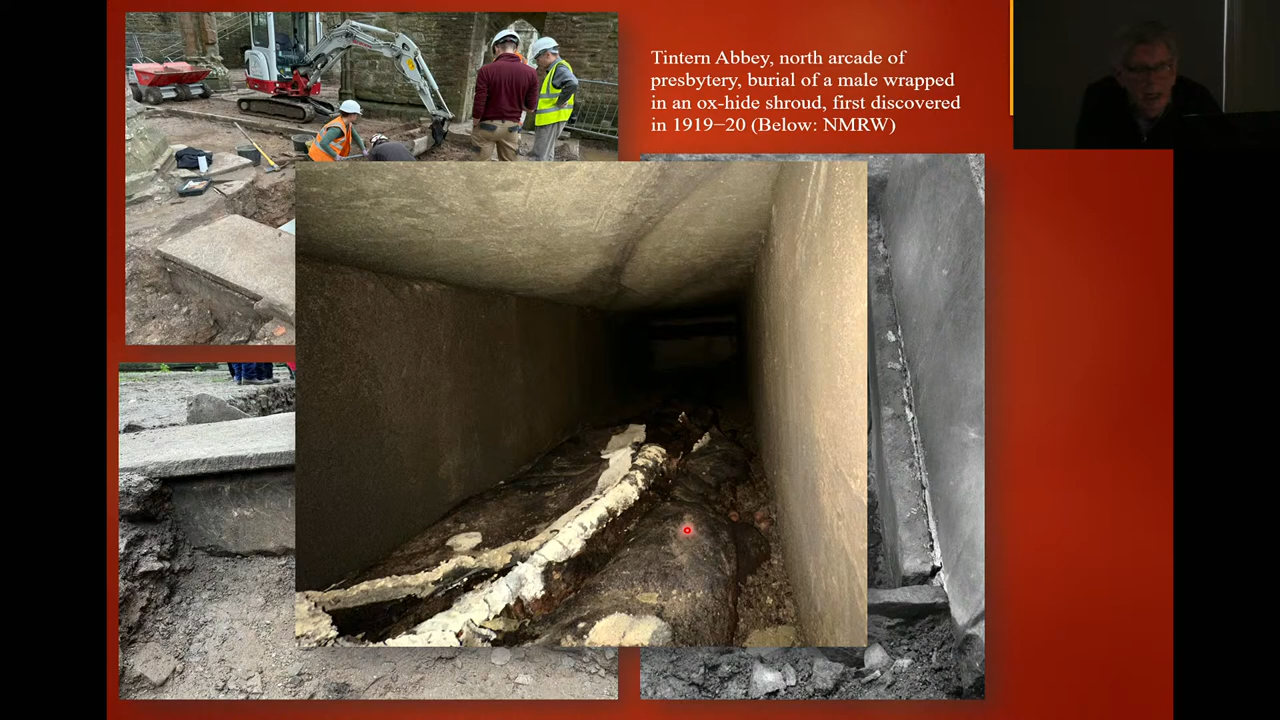 Tintern Abbey, north arcade of
presbytery, burial of a male wrapped
in an ox-hide shroud, first discovered
in 1919−20 (Below: NMRW)